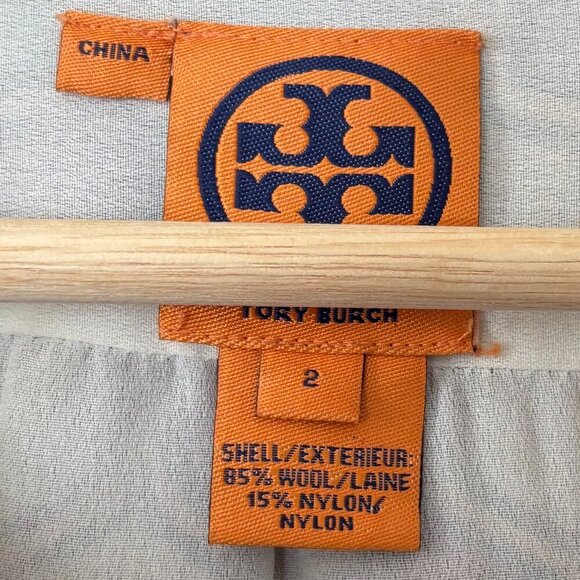 CHINA
TORY BURCH
2
SHELL/EXTERIEUR:
85% WOOL/LAINE
15% NYLON/
NYLON